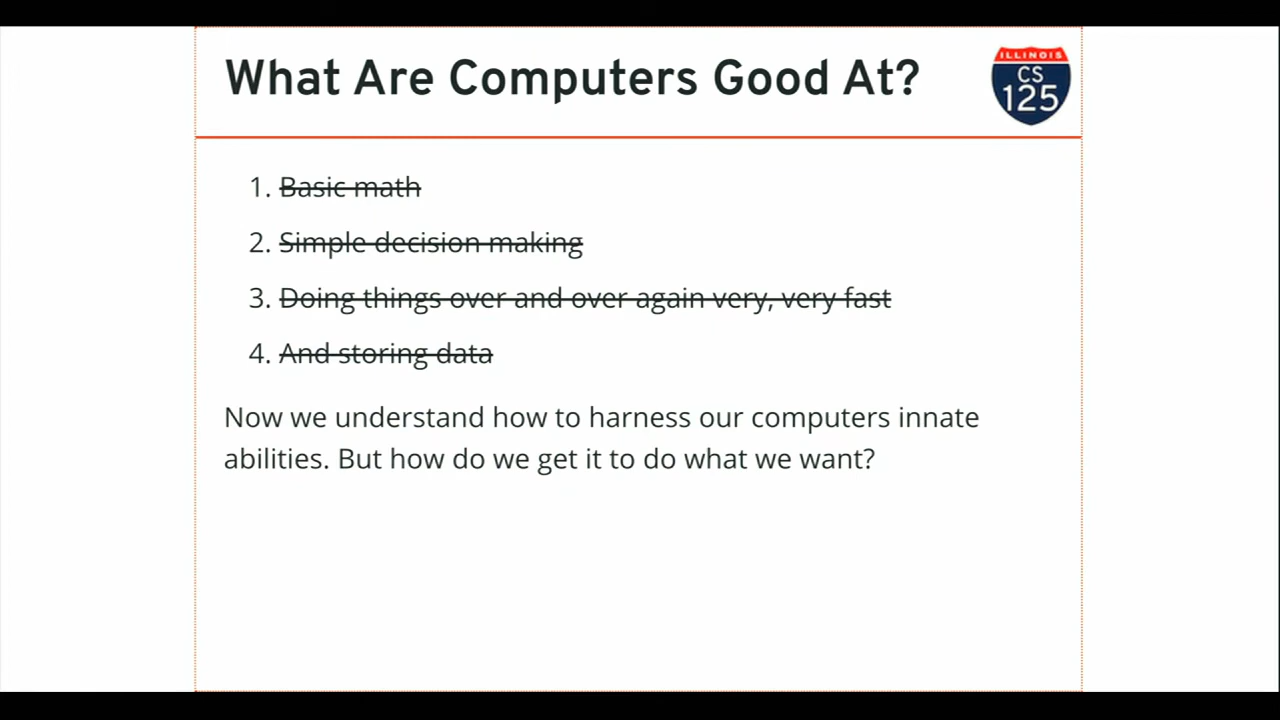 What Are Computers Good At?
ILLINOIS
CS
125
1. Basic math
2. Simple decision making
3. Doing things over and over again very, very fast
4. And storing data
Now we understand how to harness our computers innate
abilities. But how do we get it to do what we want?